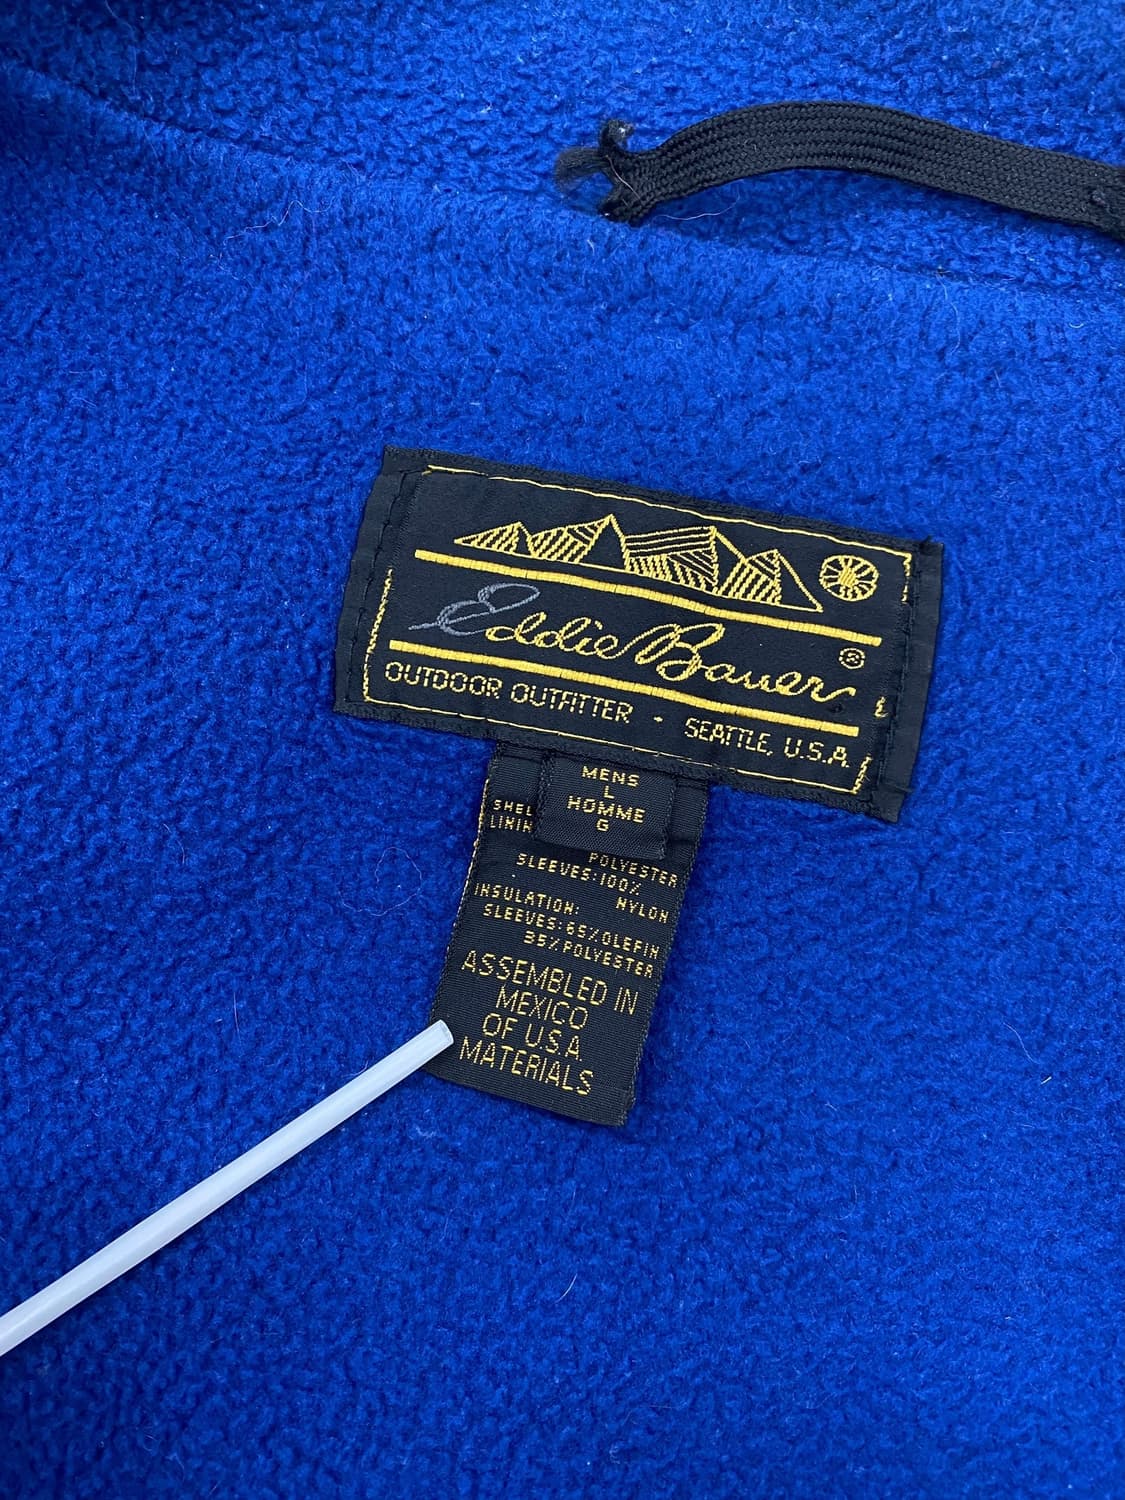 Eddie Bauer ®
OUTDOOR OUTFITTER · SEATTLE, U.S.A.
MENS
L
HOMME
G
POLYESTER
SLEEVES:100%
NYLON
INSULATION:
SLEEVES:65%OLEFIN
35%POLYESTER
ASSEMBLED IN
MEXICO
OF U.S.A.
MATERIALS